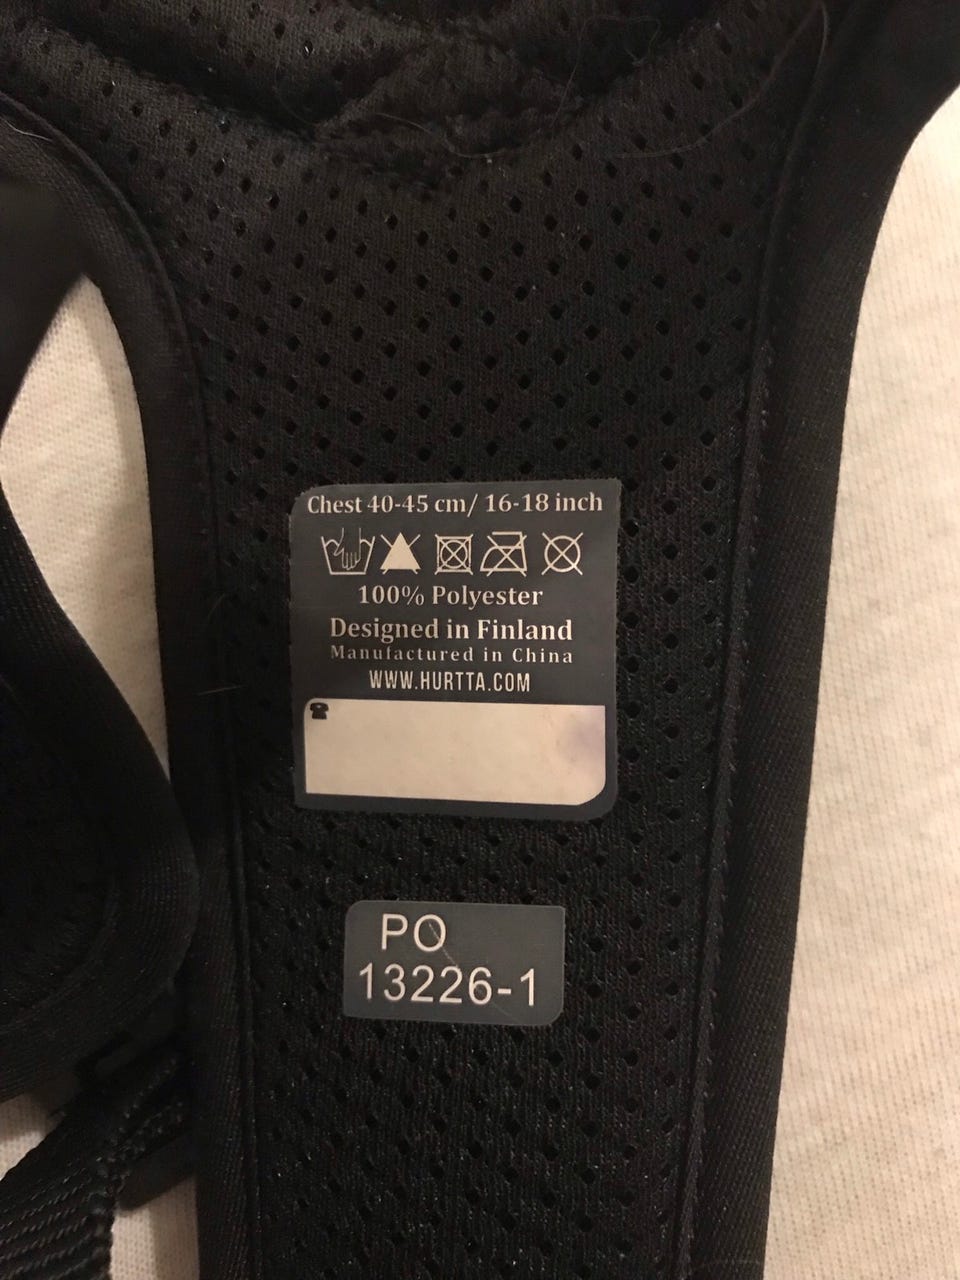 Chest 40-45 cm/ 16-18 inch
100% Polyester
Designed in Finland
Manufactured in China
WWW.HURTTA.COM
PO
13226-1